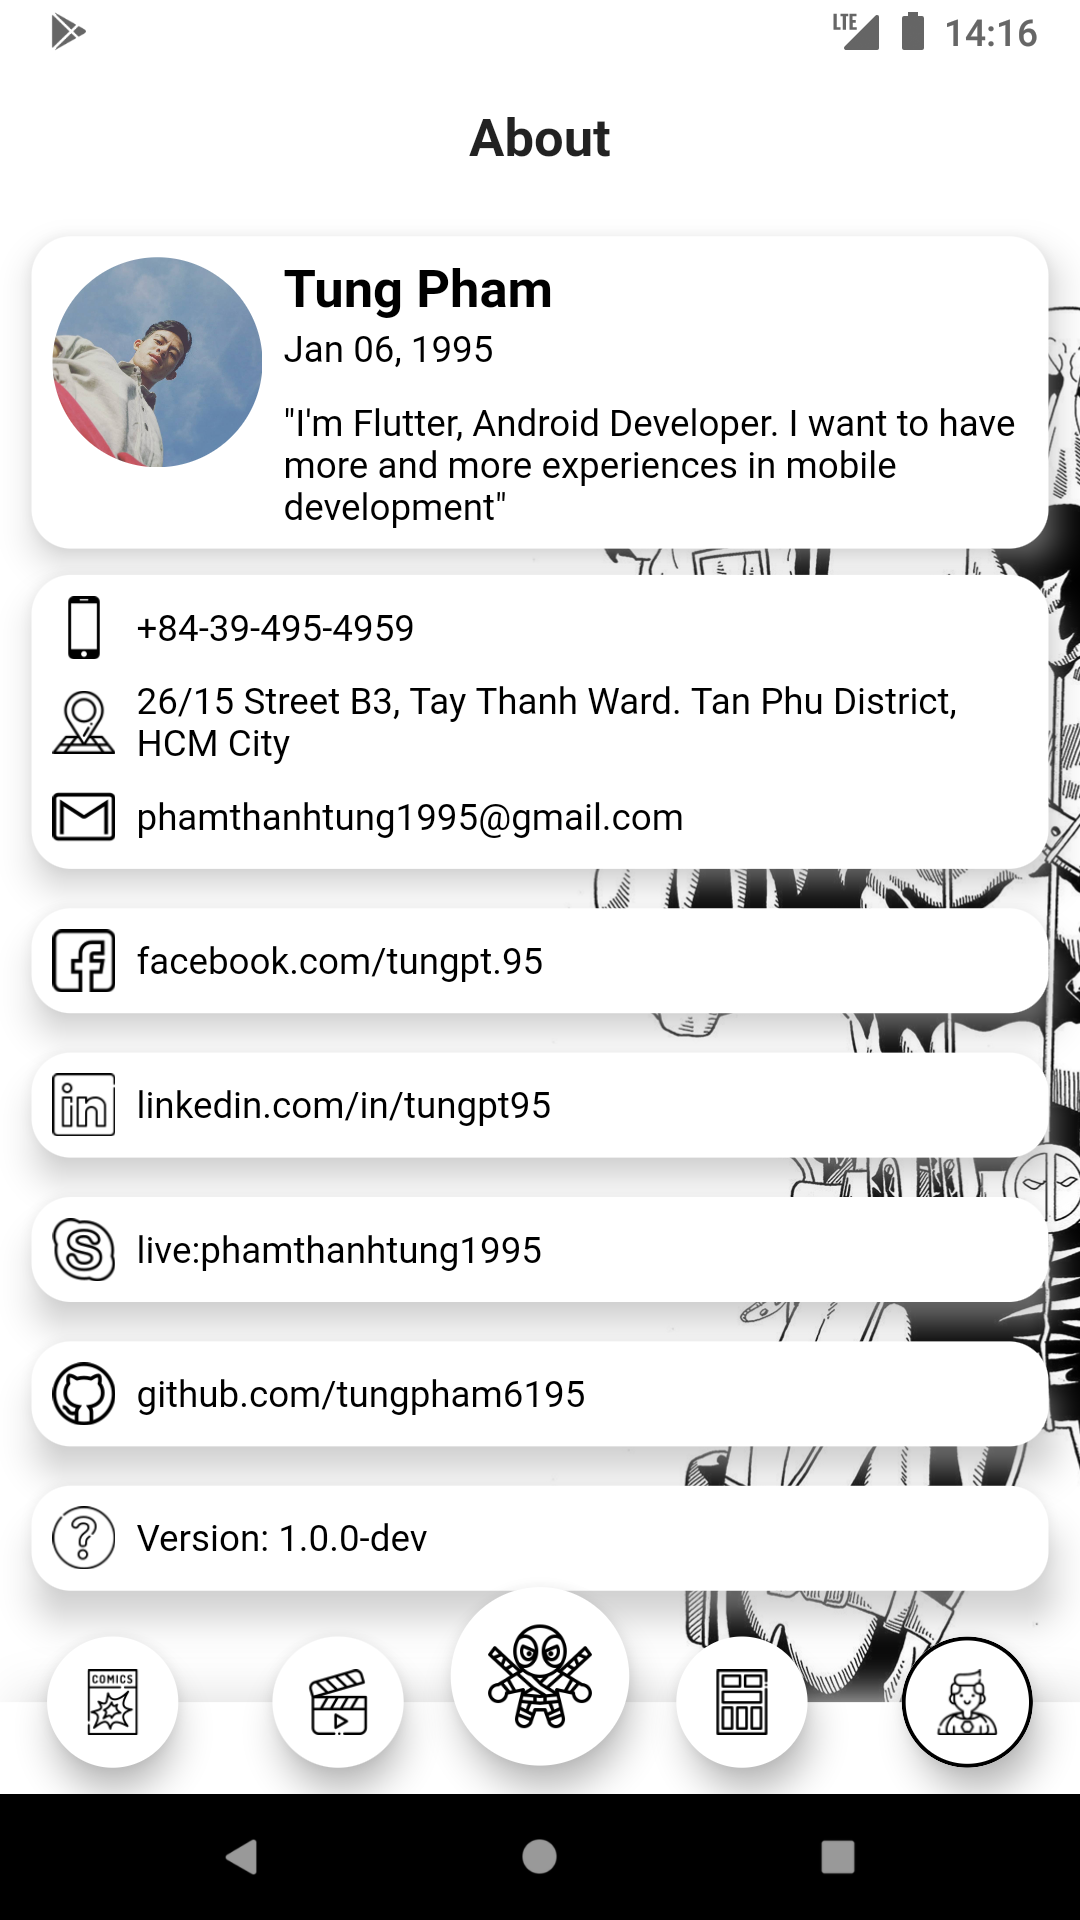 LTE 14:16
About
Tung Pham
Jan 06, 1995
"I'm Flutter, Android Developer. I want to have
more and more experiences in mobile
development"
+84-39-495-4959
26/15 Street B3, Tay Thanh Ward. Tan Phu District,
HCM City
phamthanhtung1995@gmail.com
facebook.com/tungpt.95
in linkedin.com/in/tungpt95
S live:phamthanhtung1995
github.com/tungpham6195
? Version: 1.0.0-dev
COMICS